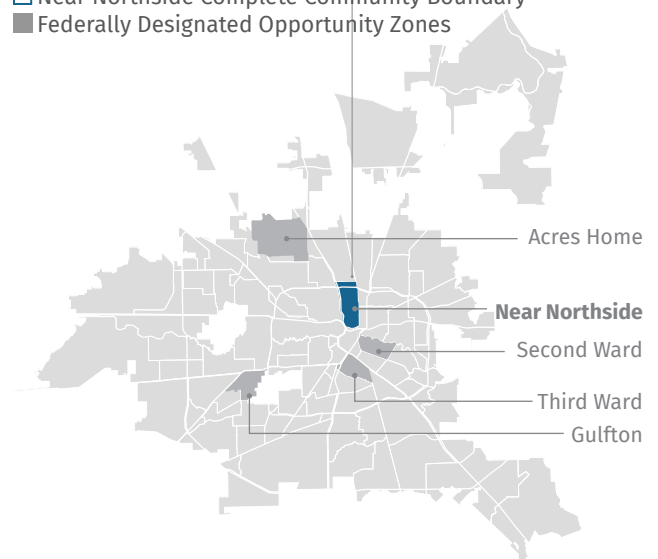 Near Northside Complete Community Boundary
Federally Designated Opportunity Zones
Acres Home
Near Northside
Second Ward
Third Ward
Gulfton